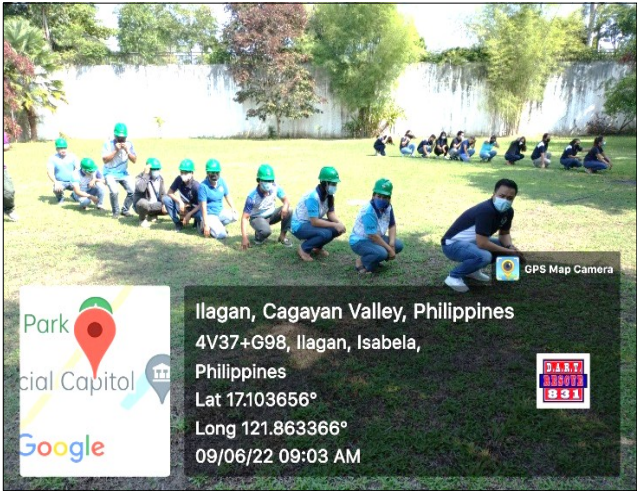 GPS Map Camera
Park
cial Capitol
Google
Ilagan, Cagayan Valley, Philippines
4V37+G98, Ilagan, Isabela,
Philippines
Lat 17.103656°
Long 121.863366°
09/06/22 09:03 AM
D.A.R.T.
RESCUE
831